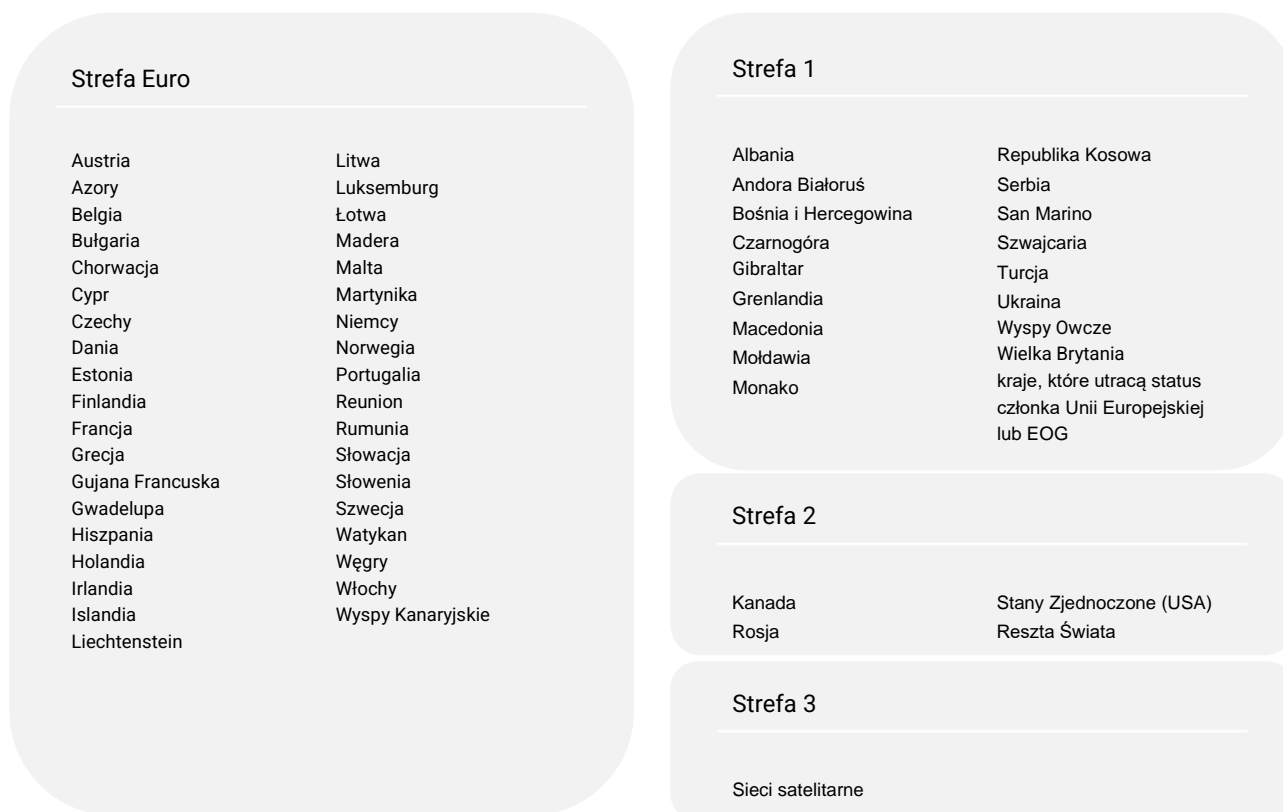 Strefa Euro
Austria
Azory
Belgia
Bułgaria
Chorwacja
Cypr
Czechy
Dania
Estonia
Finlandia
Francja
Grecja
Gujana Francuska
Gwadelupa
Hiszpania
Holandia
Irlandia
Islandia
Liechtenstein
Litwa
Luksemburg
Łotwa
Madera
Malta
Martynika
Niemcy
Norwegia
Portugalia
Reunion
Rumunia
Słowacja
Słowenia
Szwecja
Watykan
Węgry
Włochy
Wyspy Kanaryjskie
Strefa 1
Albania
Andora Białoruś
Bośnia i Hercegowina
Czarnogóra
Gibraltar
Grenlandia
Macedonia
Mołdawia
Monako
Republika Kosowa
Serbia
San Marino
Szwajcaria
Turcja
Ukraina
Wyspy Owcze
Wielka Brytania
kraje, które utracą status
członka Unii Europejskiej
lub EOG
Strefa 2
Kanada
Rosja
Stany Zjednoczone (USA)
Reszta Świata
Strefa 3
Sieci satelitarne